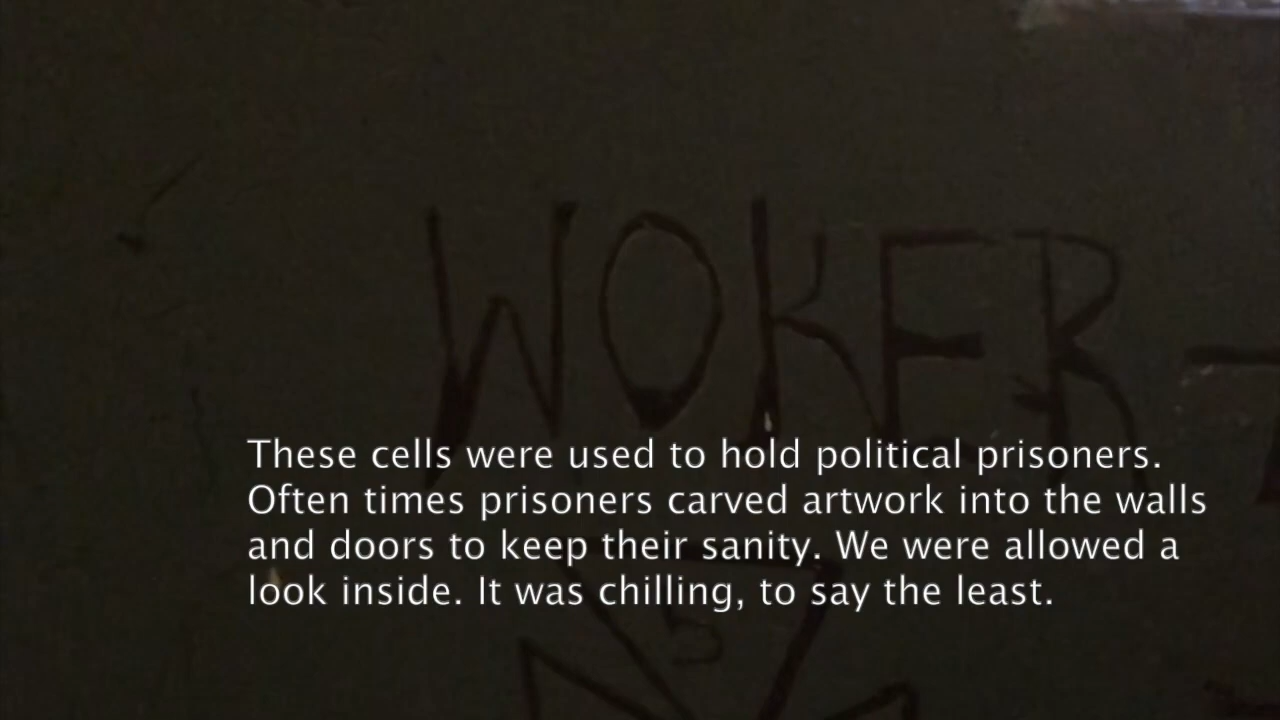 WOKER -
These cells were used to hold political prisoners.
Often times prisoners carved artwork into the walls
and doors to keep their sanity. We were allowed a
look inside. It was chilling, to say the least.